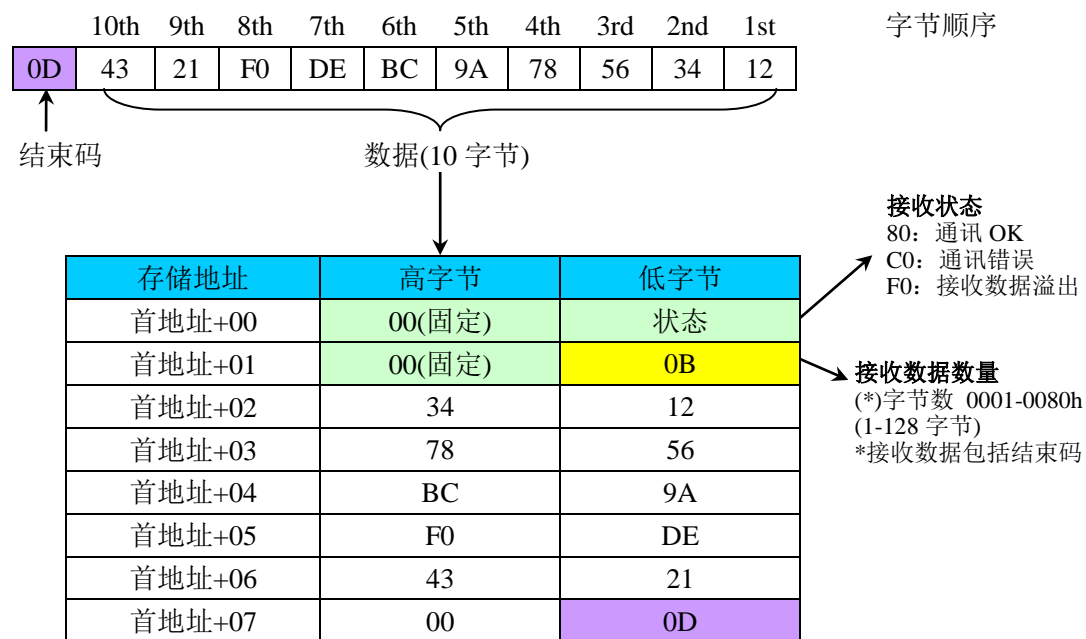 10th 9th 8th 7th 6th 5th 4th 3rd 2nd 1st 字节顺序
0D 43 21 F0 DE BC 9A 78 56 34 12
结束码 数据(10 字节)
接收状态
80：通讯 OK
C0：通讯错误
F0：接收数据溢出
存储地址 高字节 低字节
首地址+00 00(固定) 状态
首地址+01 00(固定) 0B
接收数据数量
(*)字节数 0001-0080h
(1-128 字节)
*接收数据包括结束码
首地址+02 34 12
首地址+03 78 56
首地址+04 BC 9A
首地址+05 F0 DE
首地址+06 43 21
首地址+07 00 0D